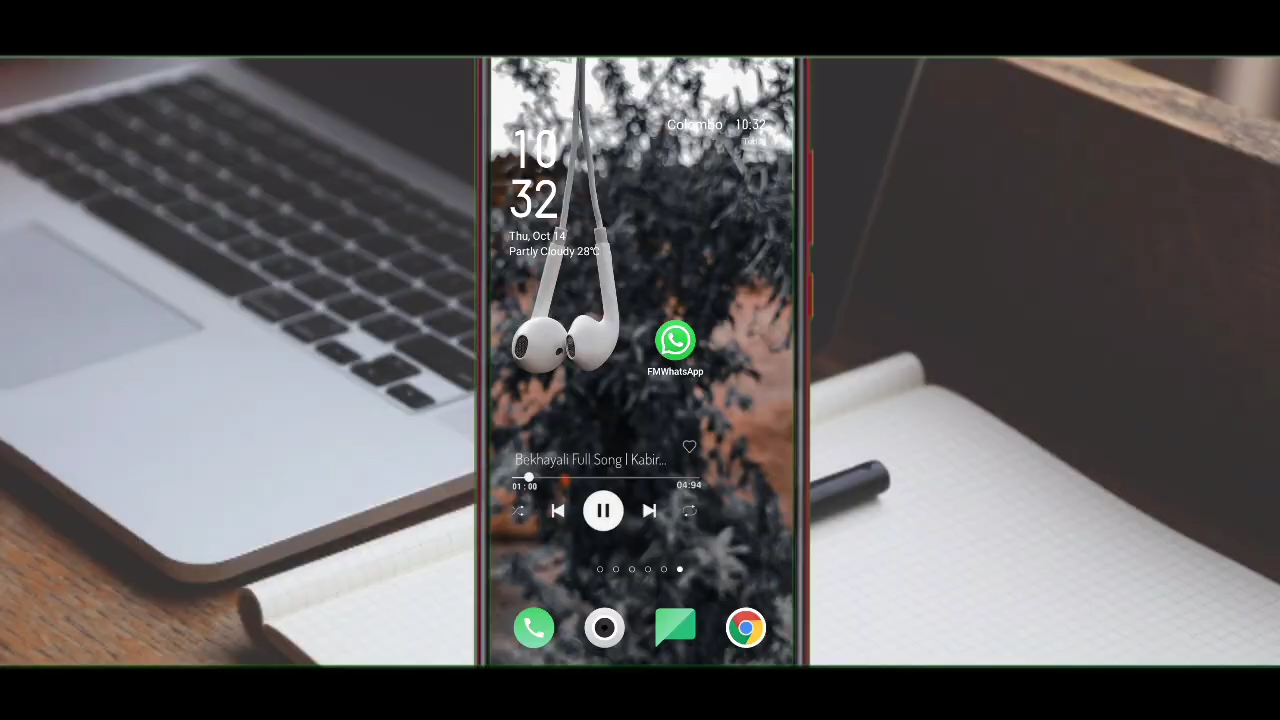 Colombo 10:32
10
32
Thu, Oct 14
Partly Cloudy 28°C
FMWhatsApp
Bekhayali Full Song | Kabir...
01 : 00
04:94